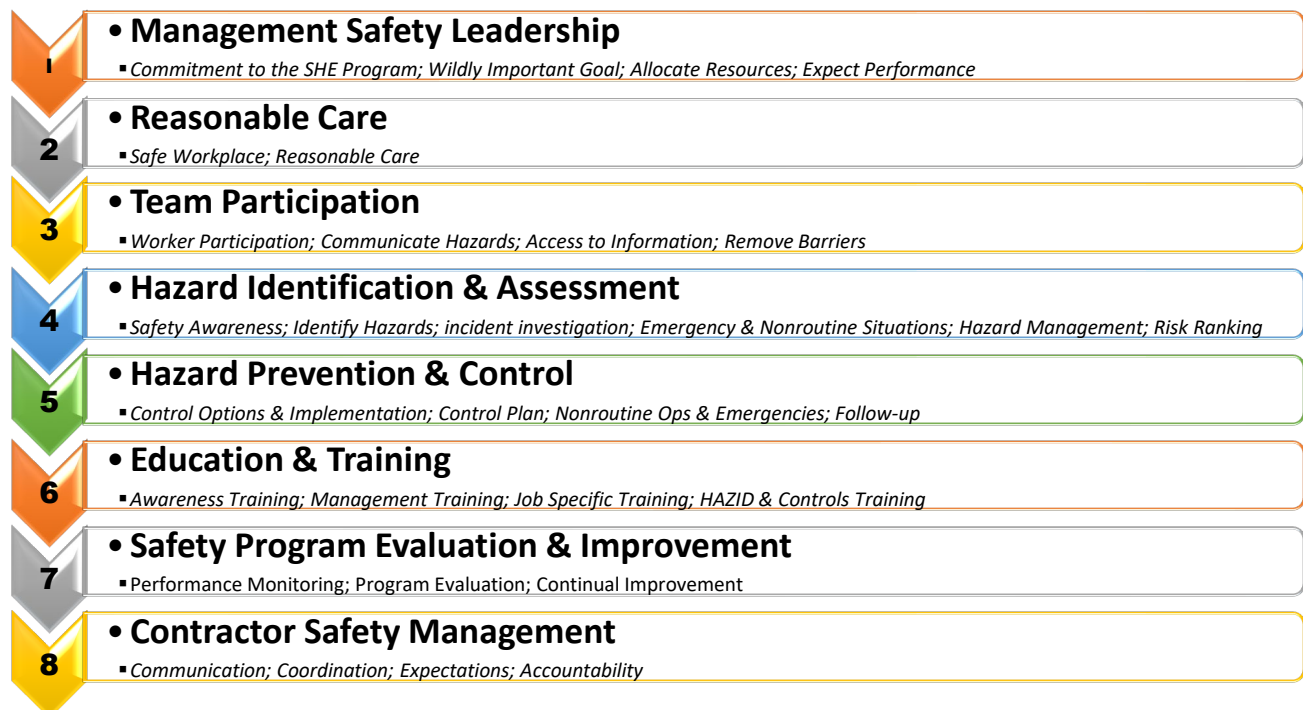 1
• Management Safety Leadership
▪ Commitment to the SHE Program; Wildly Important Goal; Allocate Resources; Expect Performance
2
• Reasonable Care
▪ Safe Workplace; Reasonable Care
3
• Team Participation
▪ Worker Participation; Communicate Hazards; Access to Information; Remove Barriers
4
• Hazard Identification & Assessment
▪ Safety Awareness; Identify Hazards; incident investigation; Emergency & Nonroutine Situations; Hazard Management; Risk Ranking
5
• Hazard Prevention & Control
▪ Control Options & Implementation; Control Plan; Nonroutine Ops & Emergencies; Follow-up
6
• Education & Training
▪ Awareness Training; Management Training; Job Specific Training; HAZID & Controls Training
7
• Safety Program Evaluation & Improvement
▪ Performance Monitoring; Program Evaluation; Continual Improvement
8
• Contractor Safety Management
▪ Communication; Coordination; Expectations; Accountability